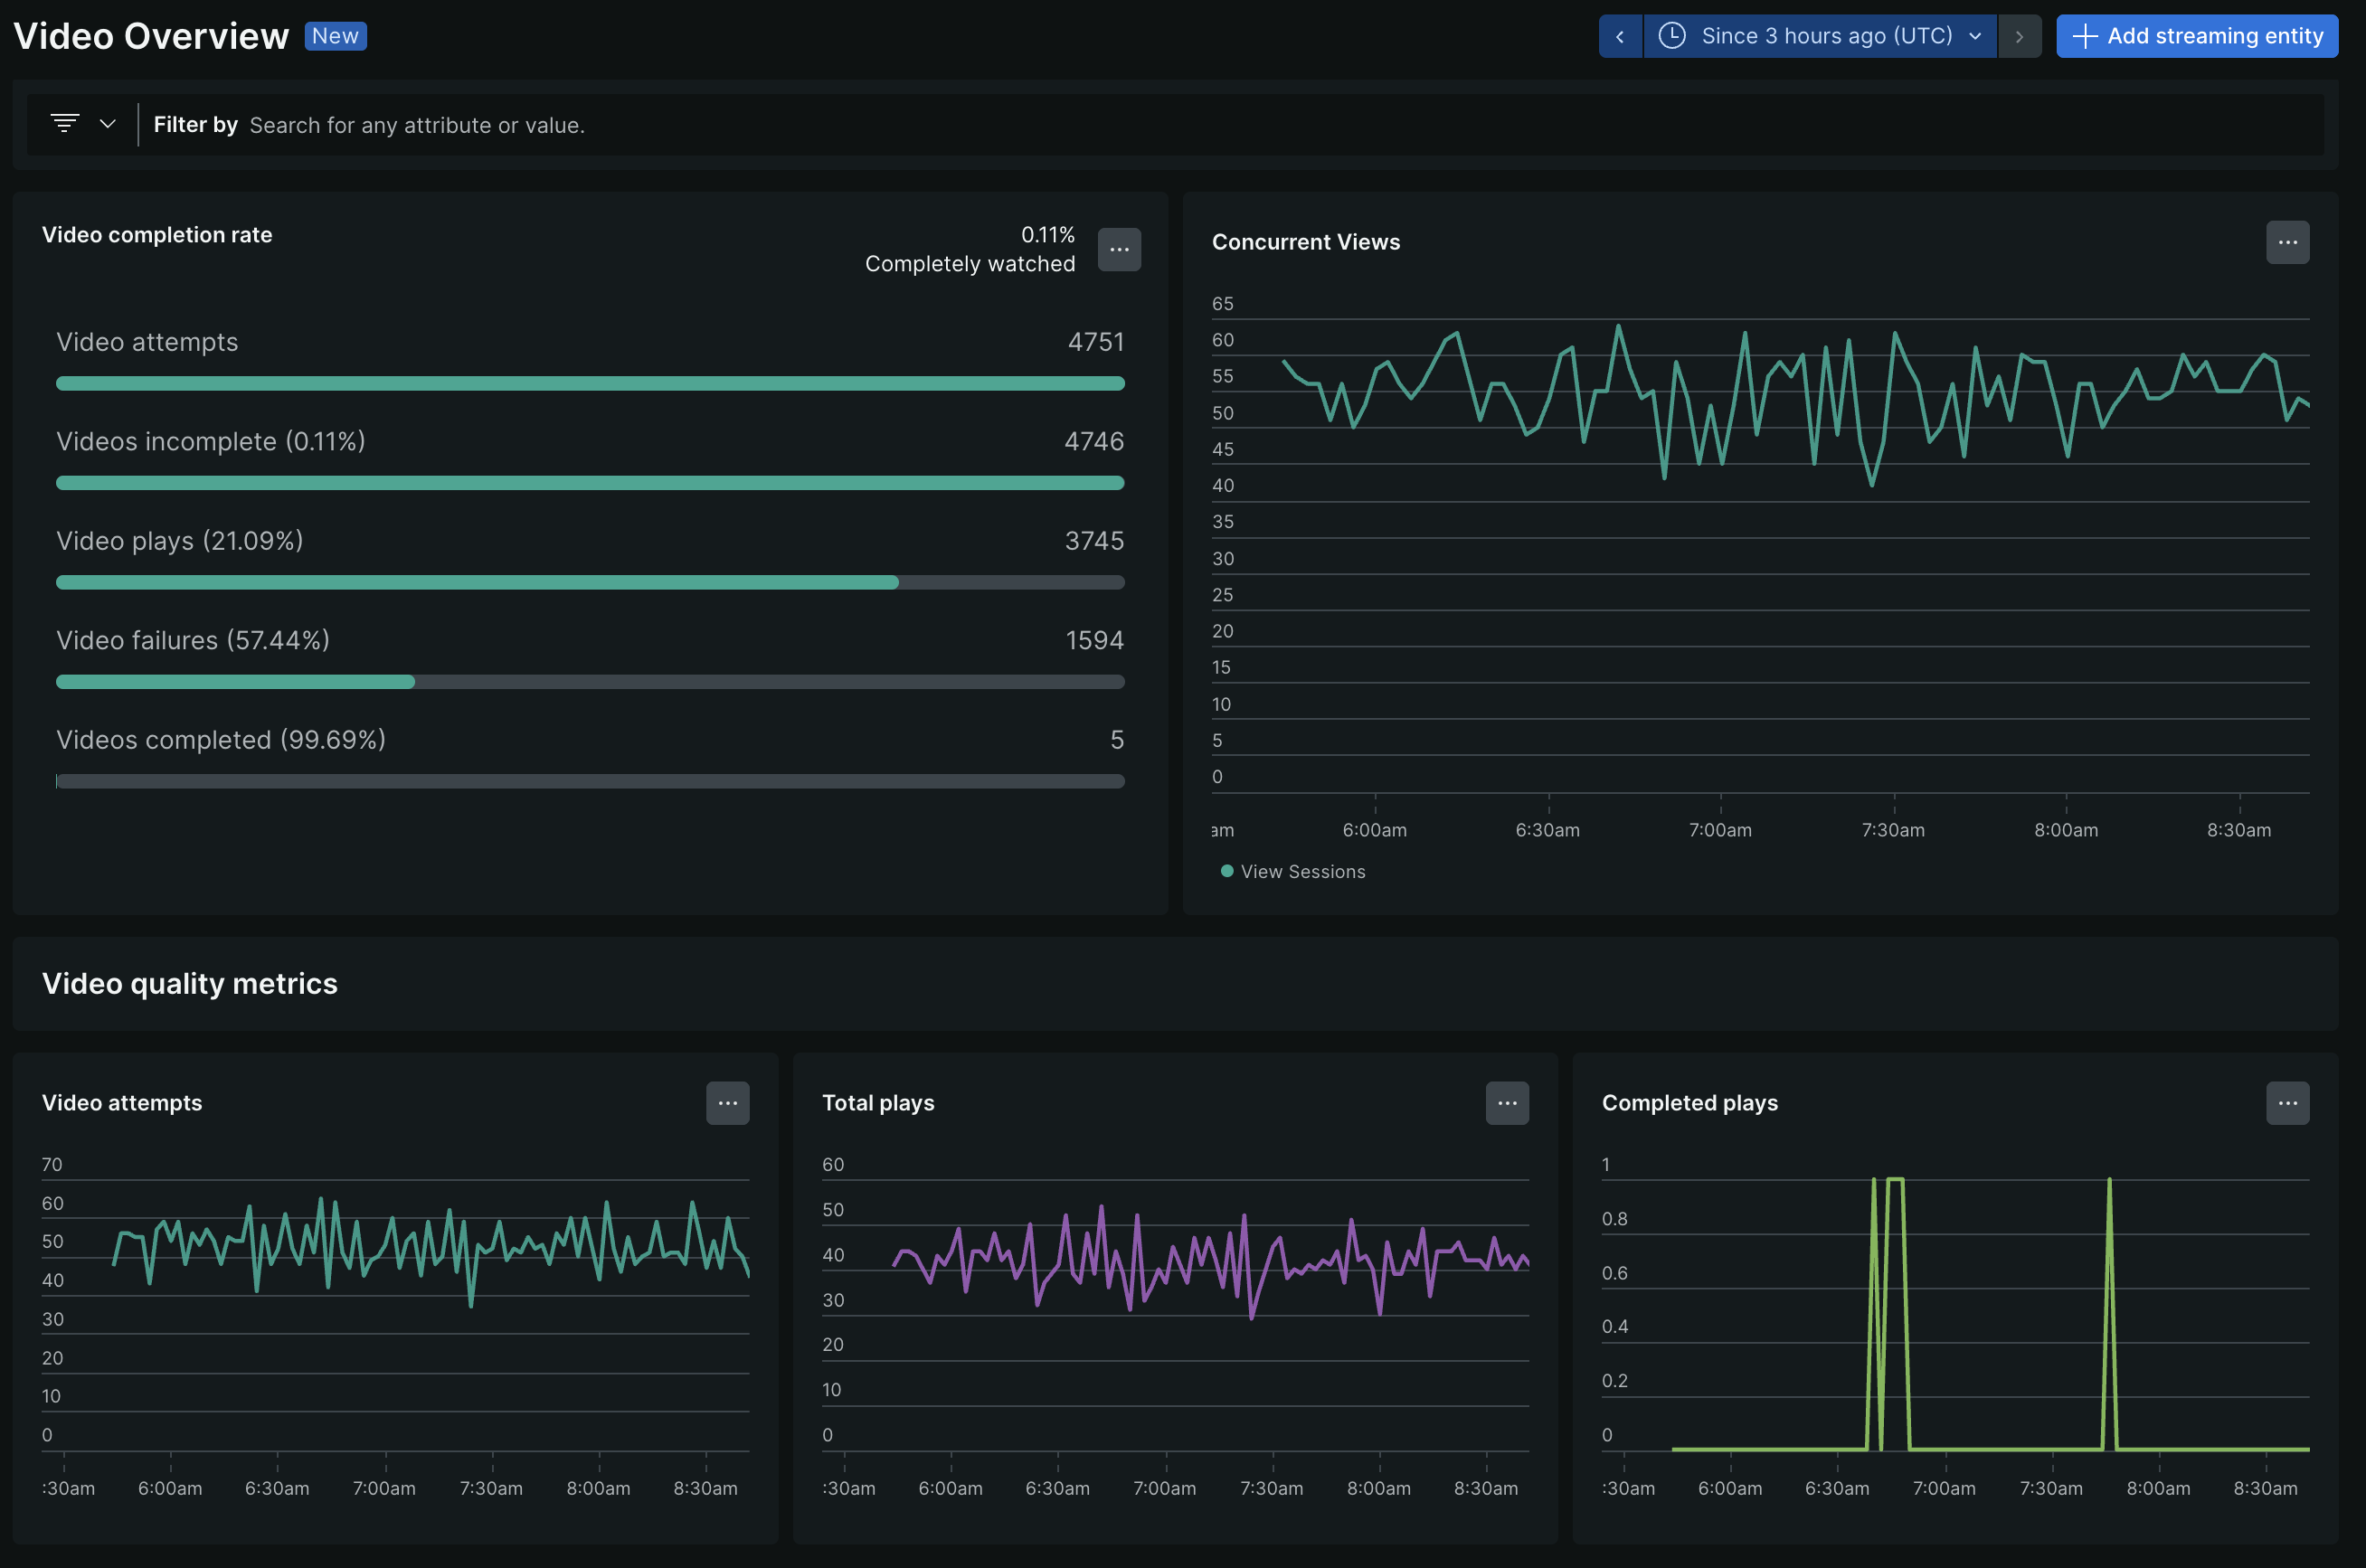 Video Overview New
Since 3 hours ago (UTC)
Add streaming entity
Filter by Search for any attribute or value.
Video completion rate
0.11%
Completely watched
Video attempts 4751
Videos incomplete (0.11%) 4746
Video plays (21.09%) 3745
Video failures (57.44%) 1594
Videos completed (99.69%) 5
Concurrent Views
65
60
55
50
45
40
35
30
25
20
15
10
5
0
am 6:00am 6:30am 7:00am 7:30am 8:00am 8:30am
View Sessions
Video quality metrics
Video attempts
70
60
50
40
30
20
10
0
:30am 6:00am 6:30am 7:00am 7:30am 8:00am 8:30am
Total plays
60
50
40
30
20
10
0
:30am 6:00am 6:30am 7:00am 7:30am 8:00am 8:30am
Completed plays
1
0.8
0.6
0.4
0.2
0
:30am 6:00am 6:30am 7:00am 7:30am 8:00am 8:30am